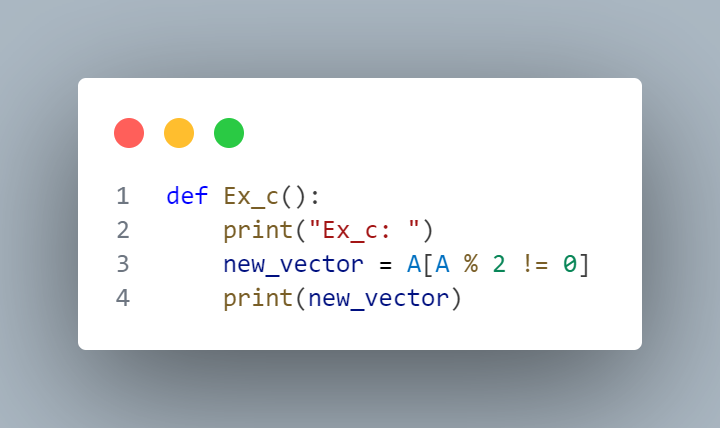 1 def Ex_c():
2     print("Ex_c: ")
3     new_vector = A[A % 2 != 0]
4     print(new_vector)